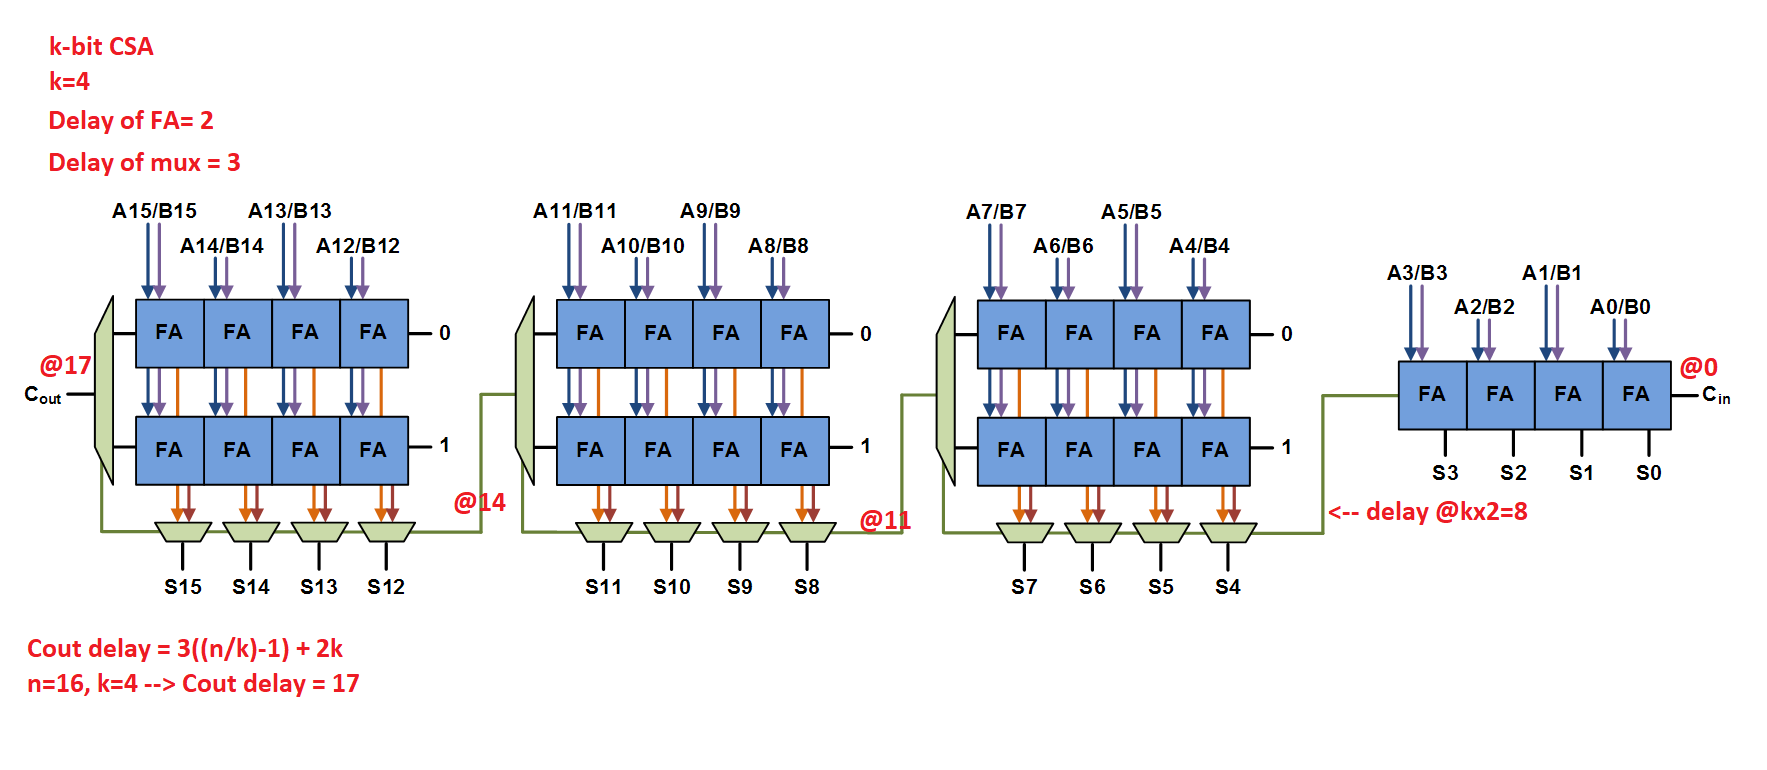 k-bit CSA
k=4
Delay of FA= 2
Delay of mux = 3
A15/B15 A13/B13 A11/B11 A9/B9 A7/B7 A5/B5
A14/B14 A12/B12 A10/B10 A8/B8 A6/B6 A4/B4
A3/B3 A1/B1
A2/B2 A0/B0
FA FA FA FA 0 FA FA FA FA 0 FA FA FA FA 0
@17 @0
Cout FA FA FA FA Cin
FA FA FA FA 1 FA FA FA FA 1 FA FA FA FA 1
S3 S2 S1 S0
@14 @11 <-- delay @kx2=8
S15 S14 S13 S12 S11 S10 S9 S8 S7 S6 S5 S4
Cout delay = 3((n/k)-1) + 2k
n=16, k=4 --> Cout delay = 17